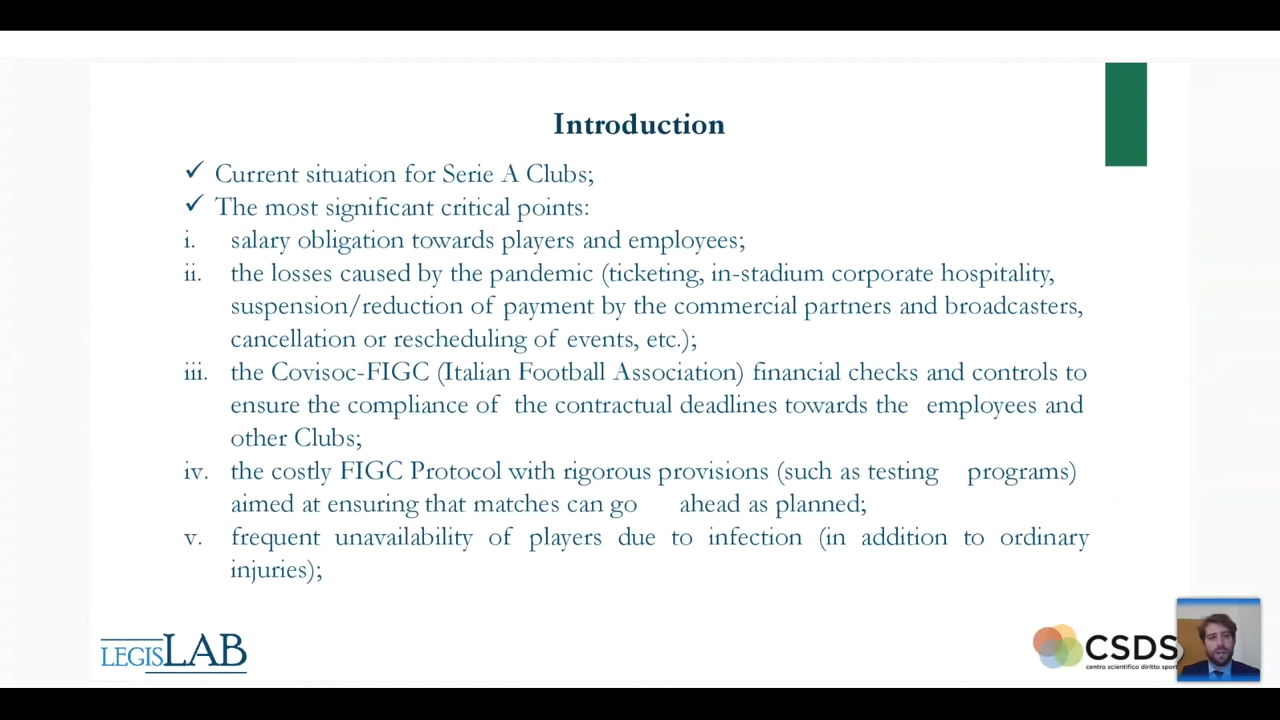 Introduction
✓ Current situation for Serie A Clubs;
✓ The most significant critical points:
i. salary obligation towards players and employees;
ii. the losses caused by the pandemic (ticketing, in-stadium corporate hospitality,
suspension/reduction of payment by the commercial partners and broadcasters,
cancellation or rescheduling of events, etc.);
iii. the Covisoc-FIGC (Italian Football Association) financial checks and controls to
ensure the compliance of the contractual deadlines towards the employees and
other Clubs;
iv. the costly FIGC Protocol with rigorous provisions (such as testing programs)
aimed at ensuring that matches can go ahead as planned;
v. frequent unavailability of players due to infection (in addition to ordinary
injuries);
LEGISLAB
CSDS
centro scientifico diritto sport